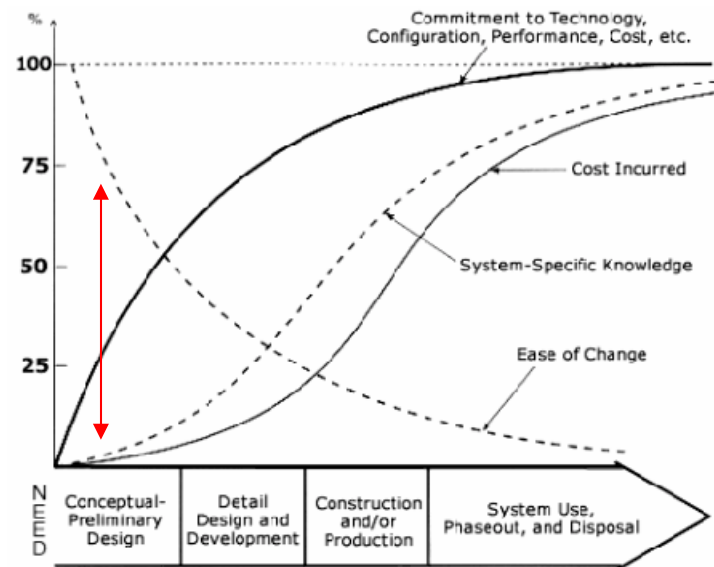 %
Commitment to Technology,
Configuration, Performance, Cost, etc.
100
75
Cost Incurred
50
System-Specific Knowledge
25
Ease of Change
NEED
Conceptual-
Preliminary
Design
Detail
Design and
Development
Construction
and/or
Production
System Use,
Phaseout, and Disposal